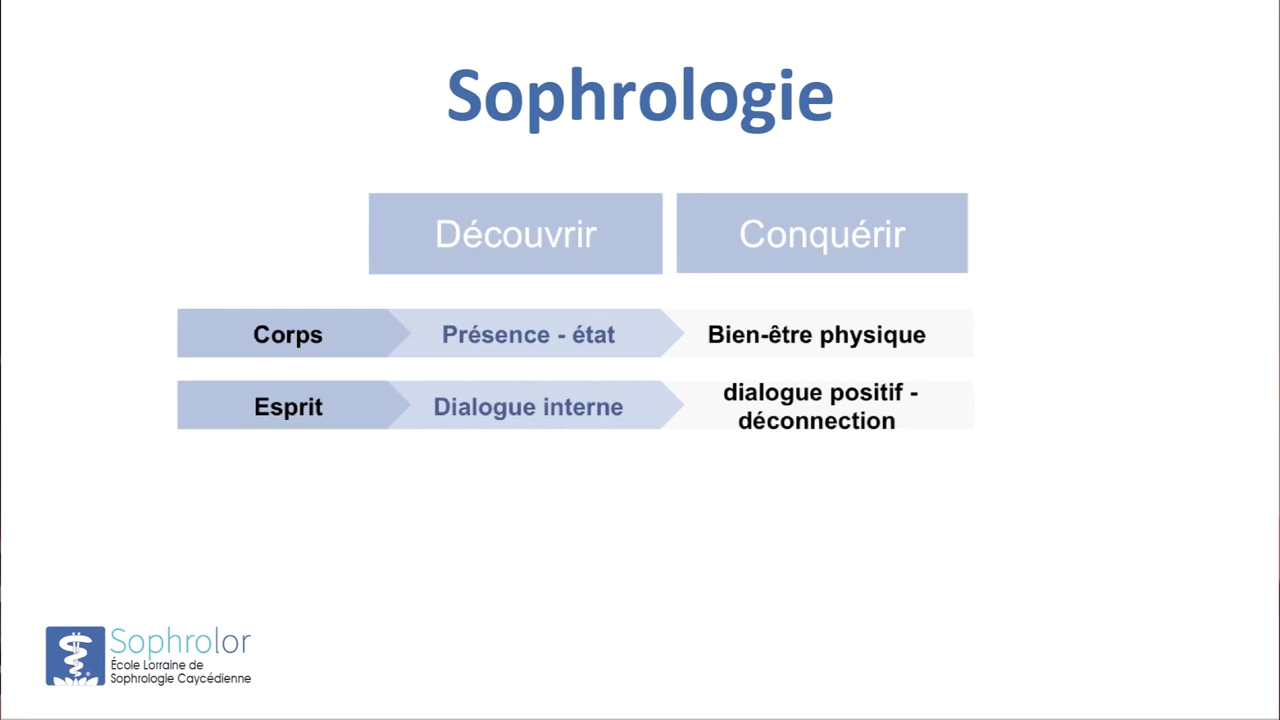 Sophrologie
Découvrir
Conquérir
Corps
Présence - état
Bien-être physique
Esprit
Dialogue interne
dialogue positif -
déconnection
Sophrolor
École Lorraine de
Sophrologie Caycédienne